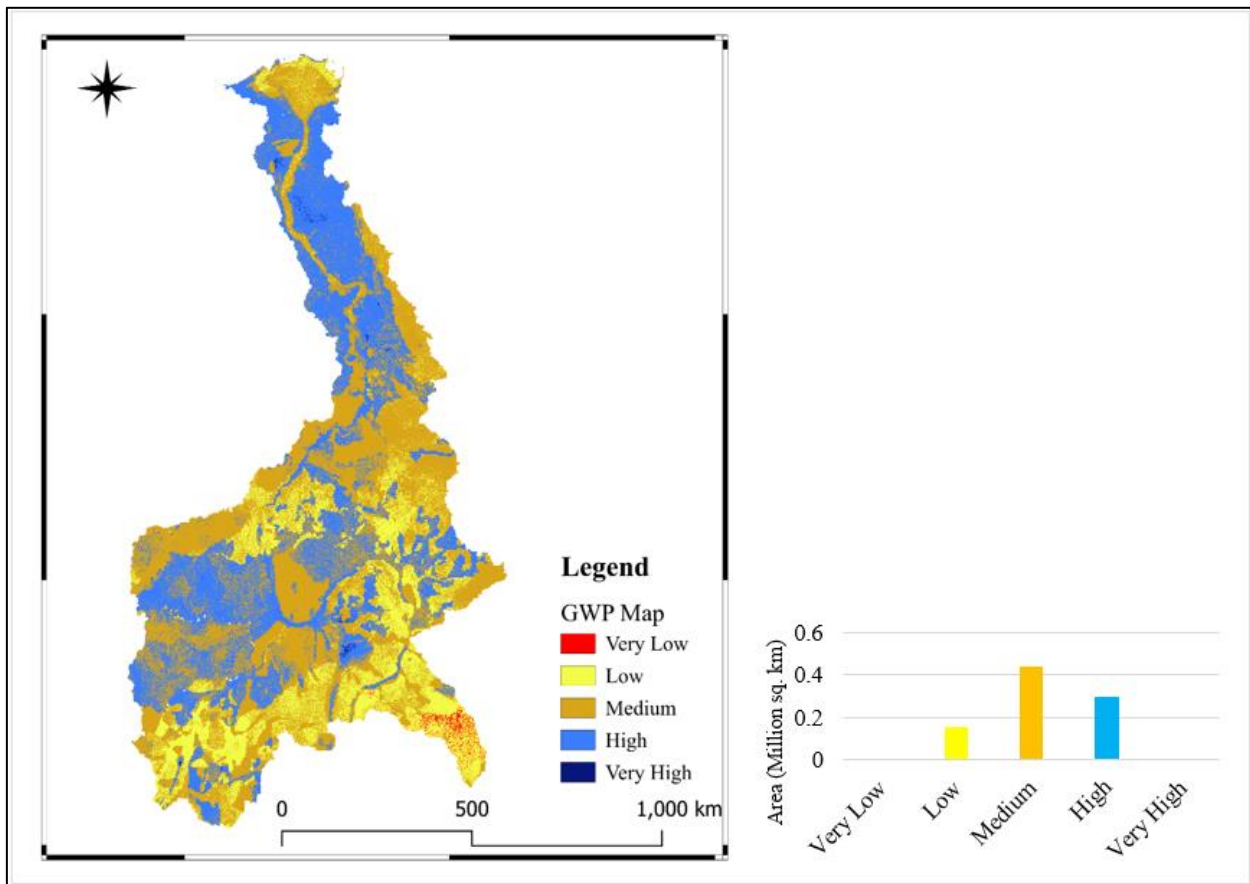 Legend
GWP Map
Very Low
Low
Medium
High
Very High
0 500 1,000 km
Area (Million sq. km)
0.6
0.4
0.2
0
Very Low
Low
Medium
High
Very High